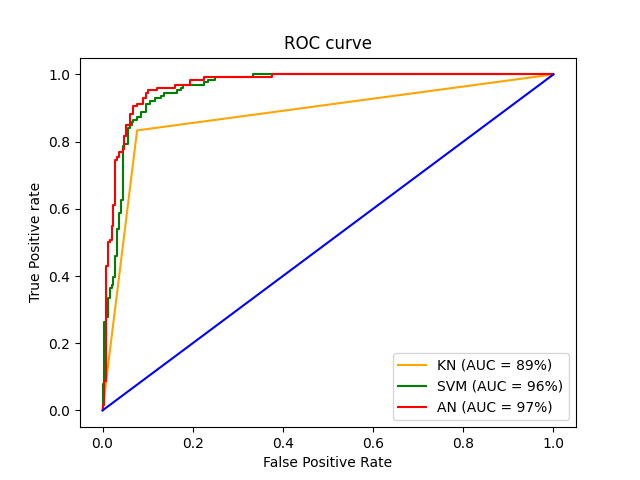 ROC curve
1.0
0.8
0.6
0.4
0.2
0.0
True Positive rate
KN (AUC = 89%)
SVM (AUC = 96%)
AN (AUC = 97%)
0.0 0.2 0.4 0.6 0.8 1.0
False Positive Rate